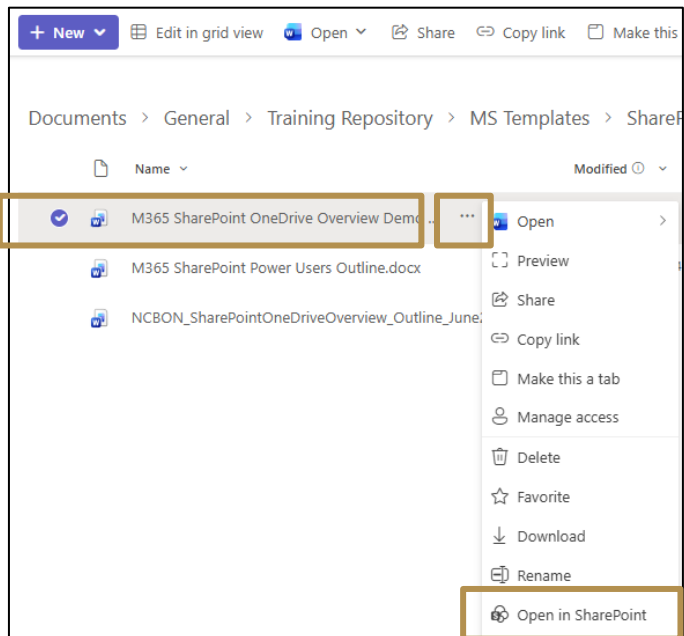 + New Edit in grid view Open Share Copy link Make this
Documents > General > Training Repository > MS Templates > ShareP
Name Modified
M365 SharePoint OneDrive Overview Demo ... ···
M365 SharePoint Power Users Outline.docx
NCBON_SharePointOneDriveOverview_Outline_June2
Open
Preview
Share
Copy link
Make this a tab
Manage access
Delete
Favorite
Download
Rename
Open in SharePoint